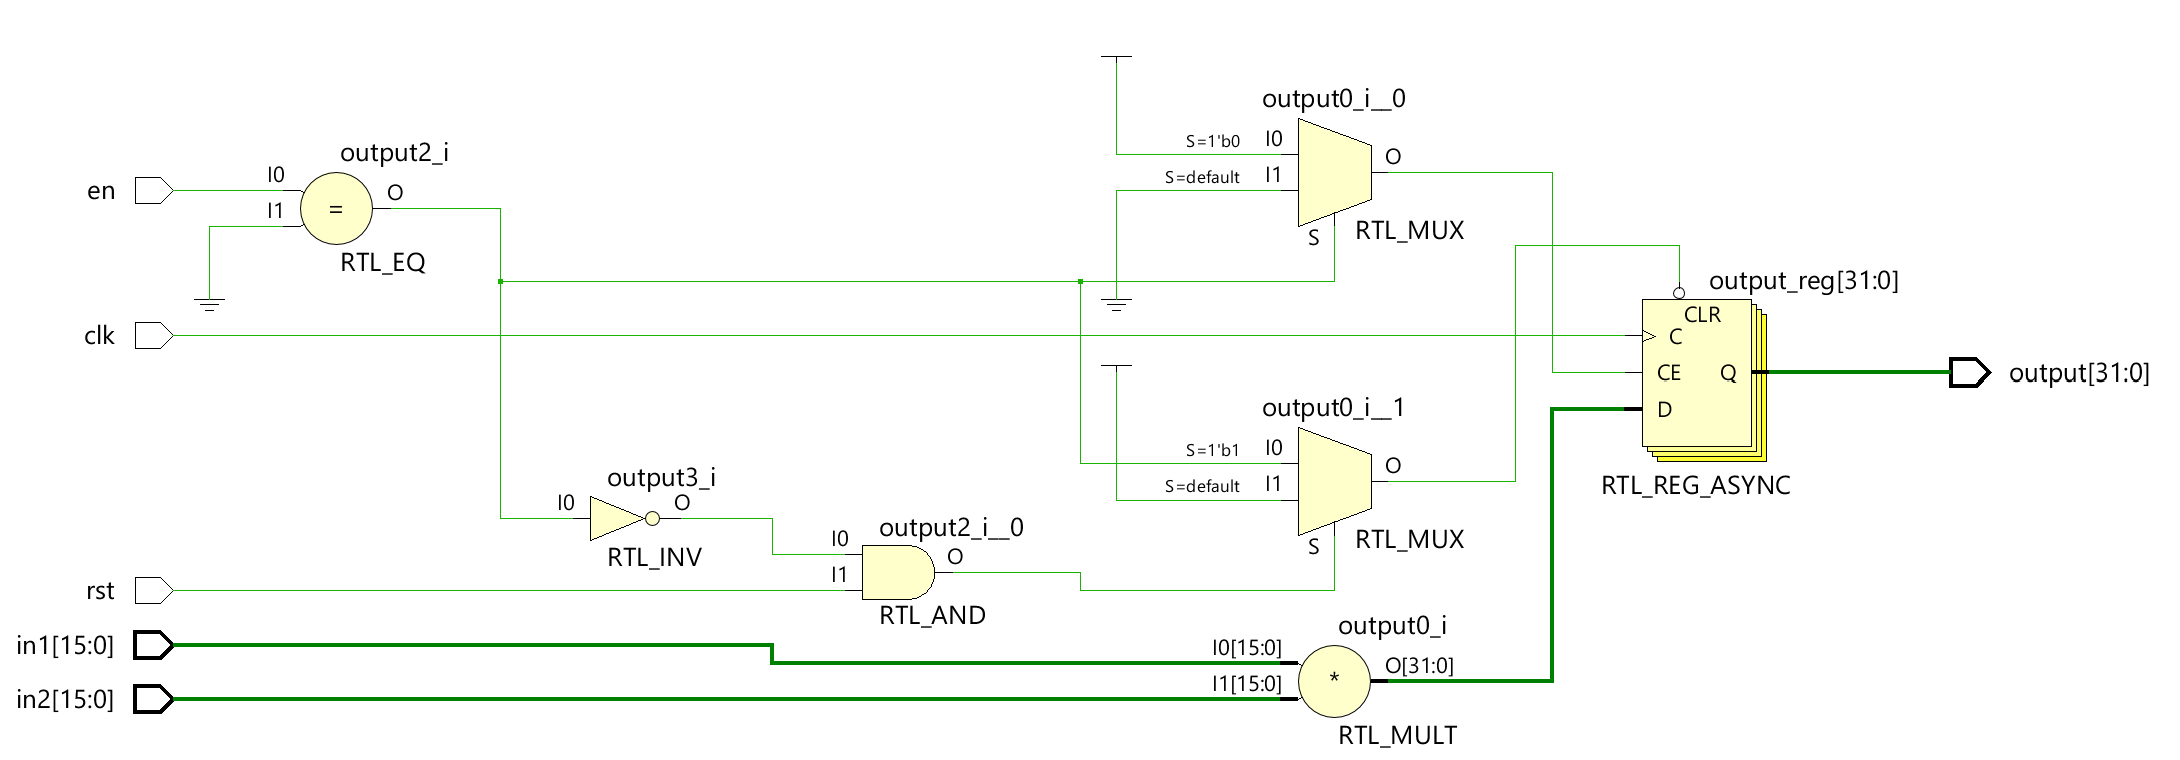 output0_i__0
S=1'b0
I0
O
S=default
I1
S
RTL_MUX
output2_i
en
I0
O
I1
=
RTL_EQ
clk
output_reg[31:0]
CLR
C
CE
Q
D
RTL_REG_ASYNC
output[31:0]
output0_i__1
S=1'b1
I0
O
S=default
I1
S
RTL_MUX
output3_i
I0
O
RTL_INV
output2_i__0
I0
O
I1
RTL_AND
rst
in1[15:0]
in2[15:0]
output0_i
I0[15:0]
I1[15:0]
*
O[31:0]
RTL_MULT